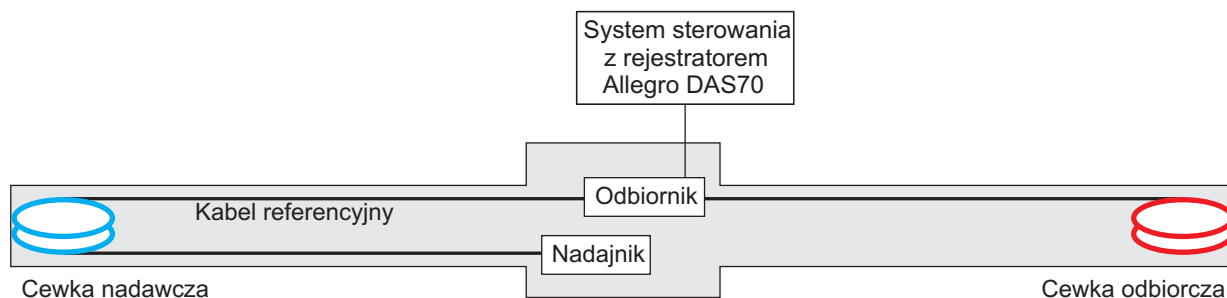 System sterowania
z rejestratorem
Allegro DAS70
Odbiornik
Kabel referencyjny
Nadajnik
Cewka nadawcza
Cewka odbiorcza